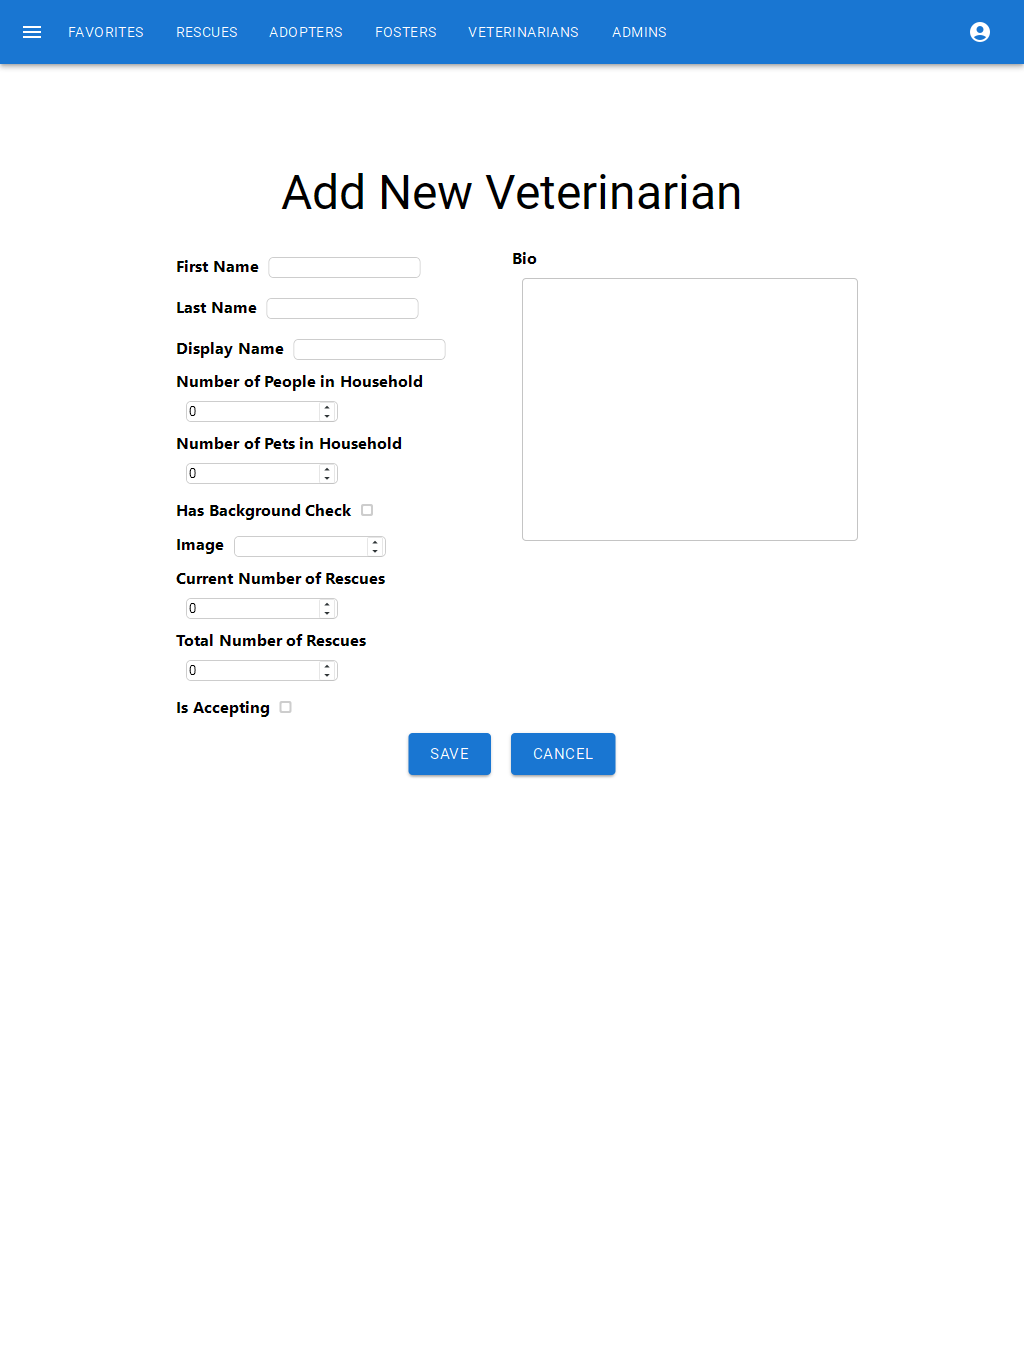 FAVORITES RESCUES ADOPTERS FOSTERS VETERINARIANS ADMINS
Add New Veterinarian
First Name
Last Name
Display Name
Number of People in Household
0
Number of Pets in Household
0
Has Background Check
Image
Current Number of Rescues
0
Total Number of Rescues
0
Is Accepting
Bio
SAVE CANCEL